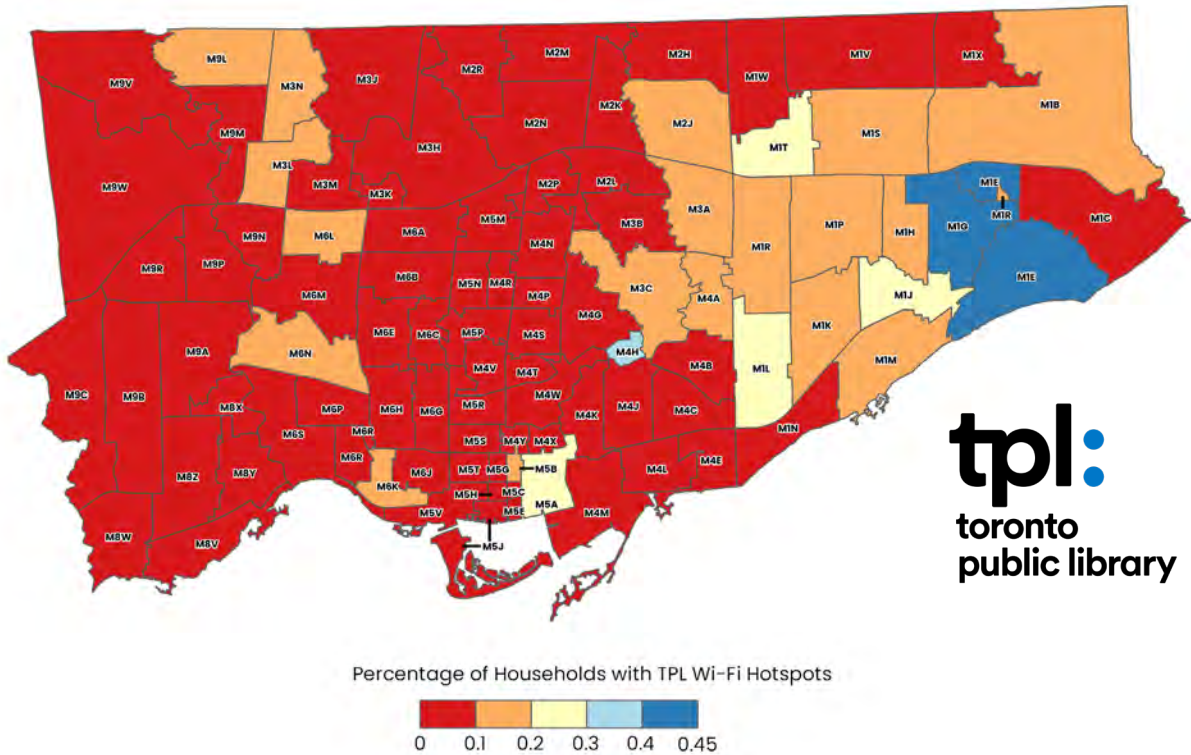 M9L
M2M
M2H
M1V
M1X
M9V
M3N
M3J
M2R
M1W
M1B
M2K
M9M
M2N
M2J
M1S
M3H
M1T
M3L
M9W
M3M
M3K
M2P
M2L
M1E
M5M
M3B
M3A
M1R
M1C
M9N
M6L
M6A
M4N
M1P
M1H
M1G
M9R
M9P
M1R
M6B
M5N
M4R
M3C
M1E
M6M
M4P
M4A
M1J
M4G
M6E
M6C
M5P
M4S
M1K
M9A
M6N
M4H
M1M
M4V
M4T
M4B
M1L
M9C
M9B
M4W
M8X
M6P
M6H
M6G
M5R
M4K
M4J
M4C
M6S
M6R
M1N
M5S
M4Y
M4X
M6R
M4E
M8Z
M8Y
M6J
M5T
M5G
M5B
M4L
M6K
M5H
M5C
M5A
M5V
M5E
M4M
M8W
M8V
M5J
tpl:
toronto
public library
Percentage of Households with TPL Wi-Fi Hotspots
0 0.1 0.2 0.3 0.4 0.45